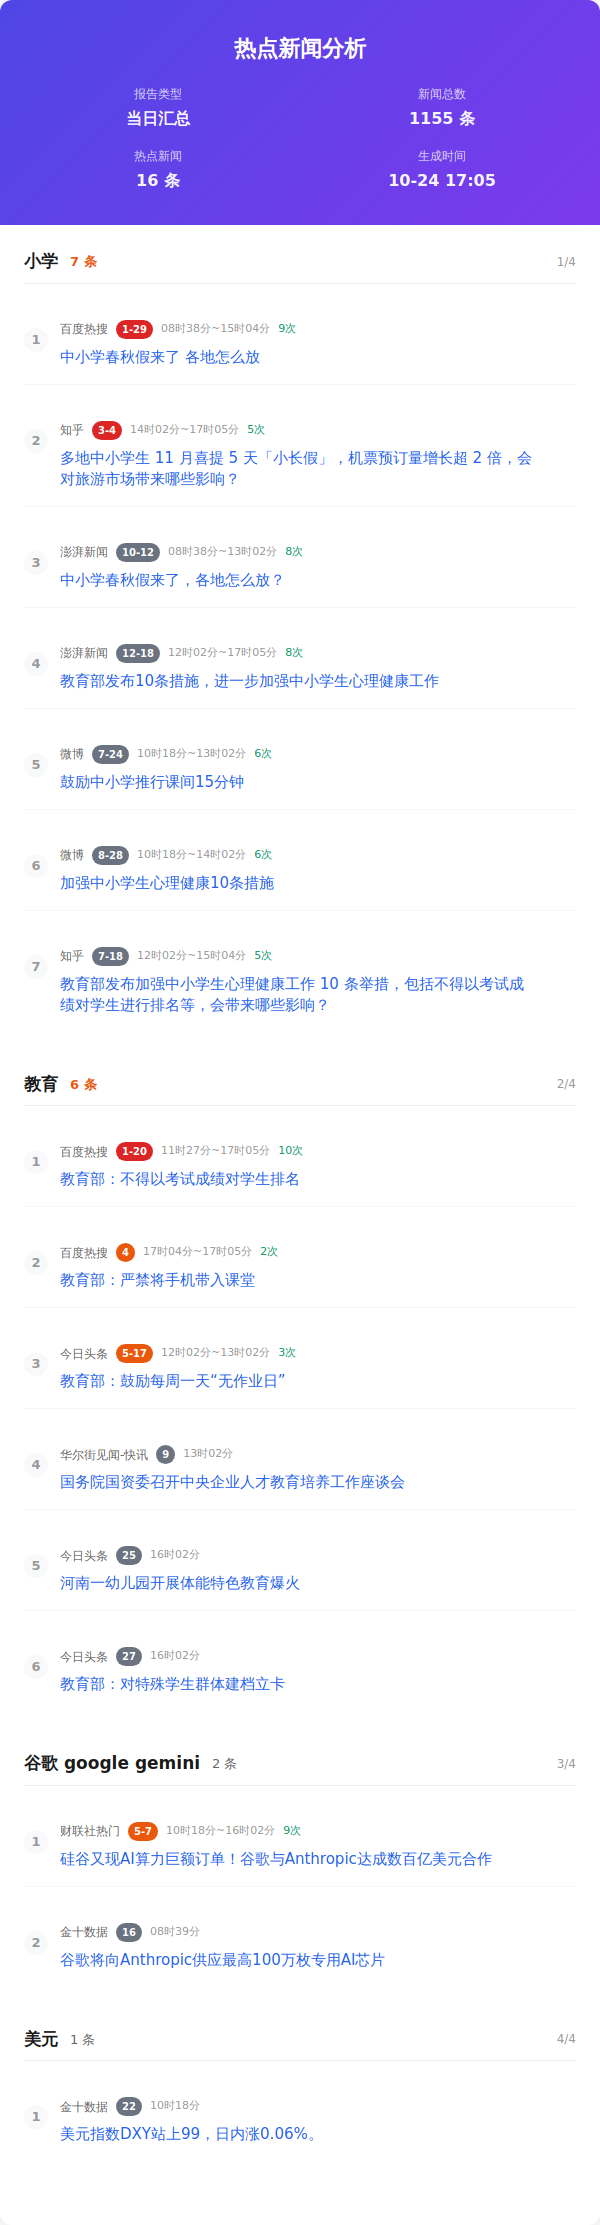 热点新闻分析
报告类型
新闻总数
当日汇总
1155 条
热点新闻
生成时间
16 条
10-24 17:05
小学 7 条 1/4
1
百度热搜 1-29 08时38分~15时04分 9次
中小学春秋假来了 各地怎么放
2
知乎 3-4 14时02分~17时05分 5次
多地中小学生 11 月喜提 5 天「小长假」，机票预订量增长超 2 倍，会
对旅游市场带来哪些影响？
3
澎湃新闻 10-12 08时38分~13时02分 8次
中小学春秋假来了，各地怎么放？
4
澎湃新闻 12-18 12时02分~17时05分 8次
教育部发布10条措施，进一步加强中小学生心理健康工作
5
微博 7-24 10时18分~13时02分 6次
鼓励中小学推行课间15分钟
6
微博 8-28 10时18分~14时02分 6次
加强中小学生心理健康10条措施
7
知乎 7-18 12时02分~15时04分 5次
教育部发布加强中小学生心理健康工作 10 条举措，包括不得以考试成
绩对学生进行排名等，会带来哪些影响？
教育 6 条 2/4
1
百度热搜 1-20 11时27分~17时05分 10次
教育部：不得以考试成绩对学生排名
2
百度热搜 4 17时04分~17时05分 2次
教育部：严禁将手机带入课堂
3
今日头条 5-17 12时02分~13时02分 3次
教育部：鼓励每周一天“无作业日”
4
华尔街见闻-快讯 9 13时02分
国务院国资委召开中央企业人才教育培养工作座谈会
5
今日头条 25 16时02分
河南一幼儿园开展体能特色教育爆火
6
今日头条 27 16时02分
教育部：对特殊学生群体建档立卡
谷歌 google gemini 2 条 3/4
1
财联社热门 5-7 10时18分~16时02分 9次
硅谷又现AI算力巨额订单！谷歌与Anthropic达成数百亿美元合作
2
金十数据 16 08时39分
谷歌将向Anthropic供应最高100万枚专用AI芯片
美元 1 条 4/4
1
金十数据 22 10时18分
美元指数DXY站上99，日内涨0.06%。